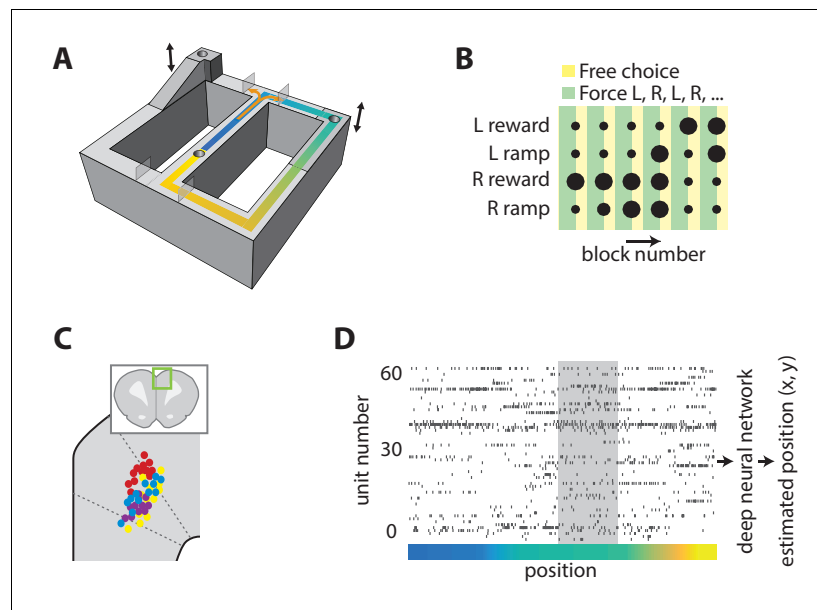 A
B
Free choice
Force L, R, L, R, ...
L reward
L ramp
R reward
R ramp
block number
C
D
60
30
0
unit number
position
deep neural network
estimated position (x, y)